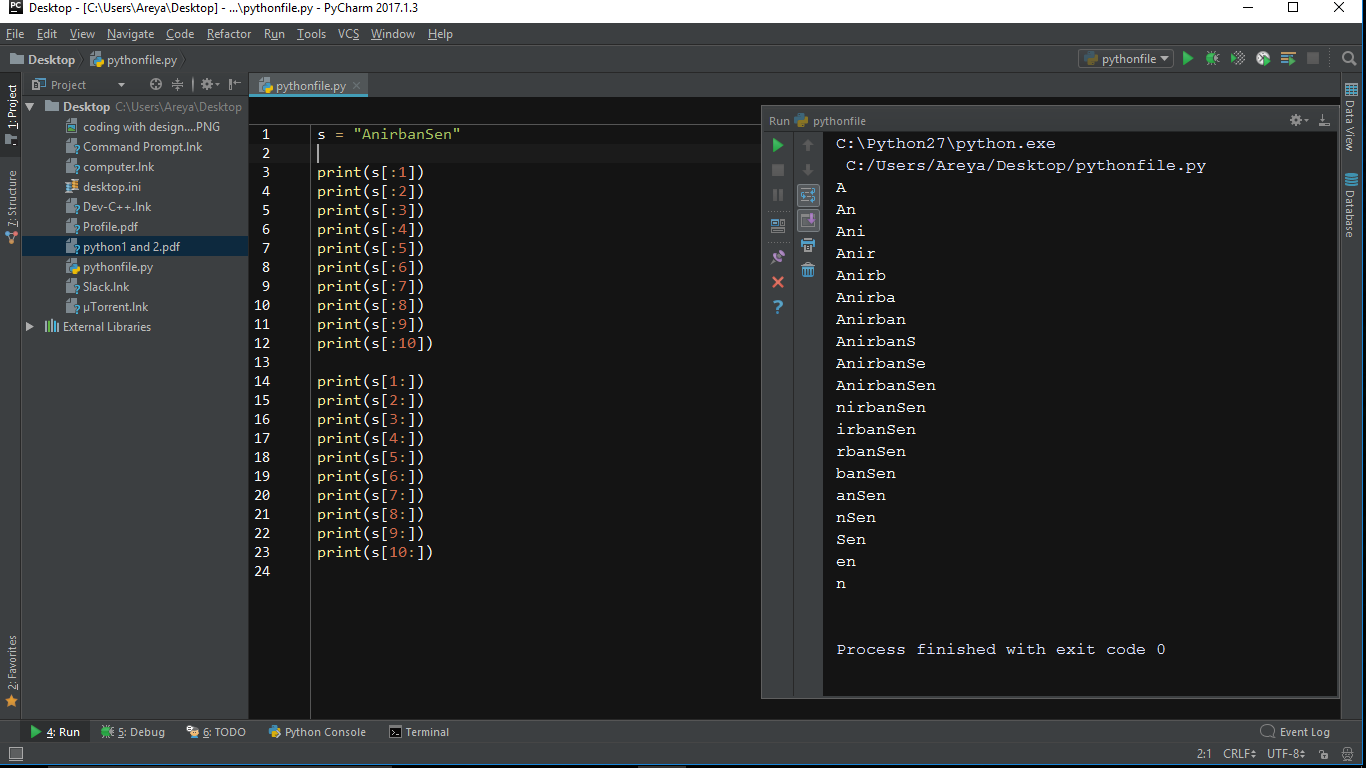 Desktop - [C:\Users\Areya\Desktop] - ...\pythonfile.py - PyCharm 2017.1.3
File Edit View Navigate Code Refactor Run Tools VCS Window Help
Desktop pythonfile.py pythonfile
Project
pythonfile.py
1: Project
7: Structure
2: Favorites
Desktop C:\Users\Areya\Desktop
coding with design....PNG
Command Prompt.lnk
computer.lnk
desktop.ini
Dev-C++.lnk
Profile.pdf
python1 and 2.pdf
pythonfile.py
Slack.lnk
µTorrent.lnk
External Libraries
1 s = "AnirbanSen"
2
3 print(s[:1])
4 print(s[:2])
5 print(s[:3])
6 print(s[:4])
7 print(s[:5])
8 print(s[:6])
9 print(s[:7])
10 print(s[:8])
11 print(s[:9])
12 print(s[:10])
13
14 print(s[1:])
15 print(s[2:])
16 print(s[3:])
17 print(s[4:])
18 print(s[5:])
19 print(s[6:])
20 print(s[7:])
21 print(s[8:])
22 print(s[9:])
23 print(s[10:])
24
Run pythonfile
C:\Python27\python.exe
C:/Users/Areya/Desktop/pythonfile.py
A
An
Ani
Anir
Anirb
Anirba
Anirban
AnirbanS
AnirbanSe
AnirbanSen
nirbanSen
irbanSen
rbanSen
banSen
anSen
nSen
Sen
en
n
Process finished with exit code 0
Data View
Database
4: Run 5: Debug 6: TODO Python Console Terminal Event Log
2:1 CRLF UTF-8